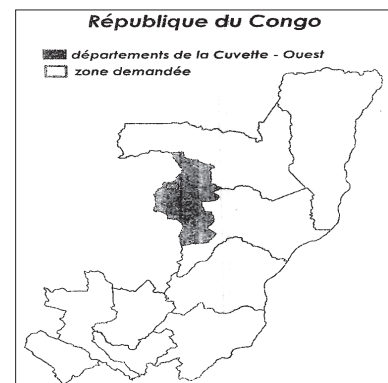 République du Congo
départements de la Cuvette - Ouest
zone demandée